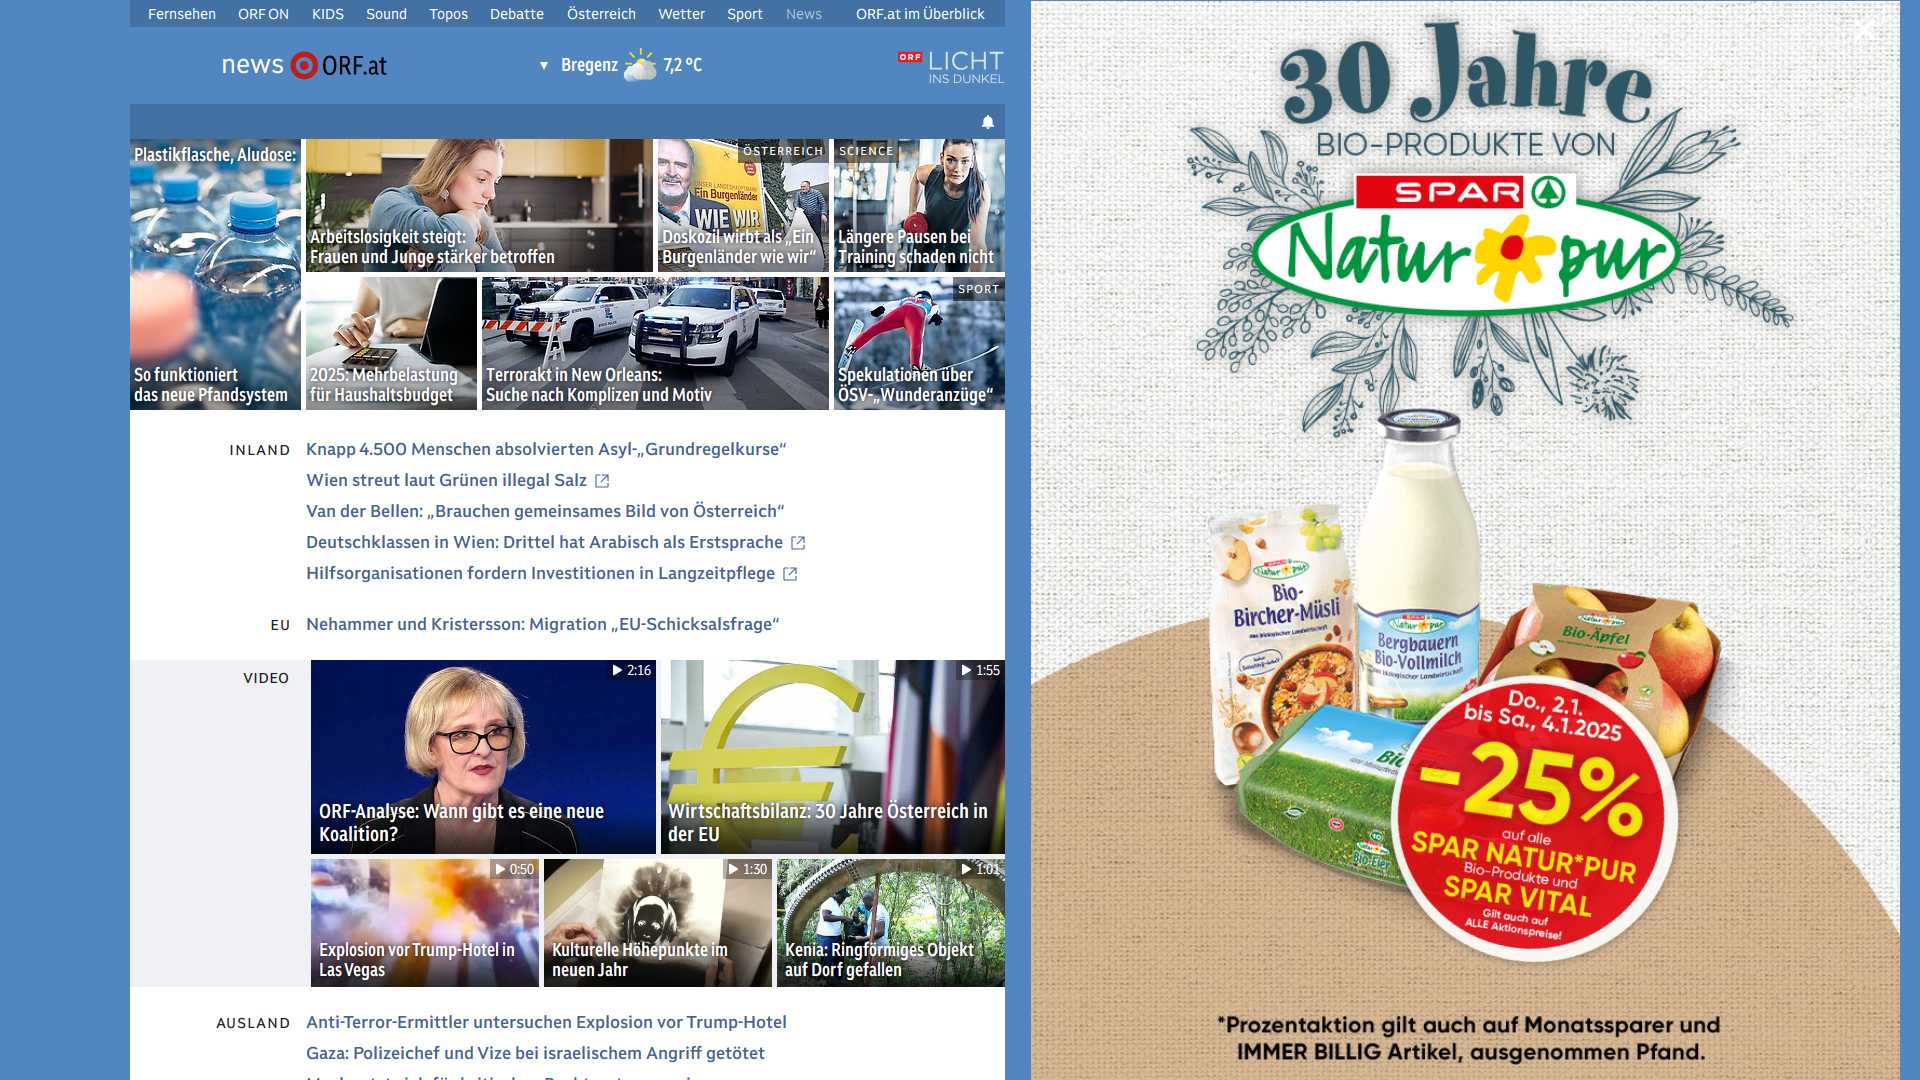 Fernsehen ORF ON KIDS Sound Topos Debatte Österreich Wetter Sport News ORF.at im Überblick
news ORF.at
Bregenz 7,2 °C
ORF LICHT
INS DUNKEL
Plastikflasche, Aludose:
So funktioniert
das neue Pfandsystem
Arbeitslosigkeit steigt:
Frauen und Junge stärker betroffen
ÖSTERREICH
Ein Burgenländer
WIE WIR
Doskozil wirbt als „Ein
Burgenländer wie wir“
SCIENCE
Längere Pausen bei
Training schaden nicht
2025: Mehrbelastung
für Haushaltsbudget
Terrorakt in New Orleans:
Suche nach Komplizen und Motiv
SPORT
Spekulationen über
ÖSV-„Wunderanzüge“
INLAND
Knapp 4.500 Menschen absolvierten Asyl-„Grundregelkurse“
Wien streut laut Grünen illegal Salz
Van der Bellen: „Brauchen gemeinsames Bild von Österreich“
Deutschklassen in Wien: Drittel hat Arabisch als Erstsprache
Hilfsorganisationen fordern Investitionen in Langzeitpflege
EU
Nehammer und Kristersson: Migration „EU-Schicksalsfrage“
VIDEO
2:16
ORF-Analyse: Wann gibt es eine neue
Koalition?
1:55
Wirtschaftsbilanz: 30 Jahre Österreich in
der EU
0:50
Explosion vor Trump-Hotel in
Las Vegas
1:30
Kulturelle Höhepunkte im
neuen Jahr
1:01
Kenia: Ringförmiges Objekt
auf Dorf gefallen
AUSLAND
Anti-Terror-Ermittler untersuchen Explosion vor Trump-Hotel
Gaza: Polizeichef und Vize bei israelischem Angriff getötet
30 Jahre
BIO-PRODUKTE VON
SPAR
Natur pur
Natur pur
Bio-
Bircher-Müsli
Natur pur
Bergbauern
Bio-Vollmilch
Bio-Äpfel
Bio-Eier
Do., 2.1.
bis Sa., 4.1.2025
-25%
auf alle
SPAR NATUR*PUR
Bio-Produkte und
SPAR VITAL
Gilt auch auf
ALLE Aktionspreise!
*Prozentaktion gilt auch auf Monatssparer und
IMMER BILLIG Artikel, ausgenommen Pfand.